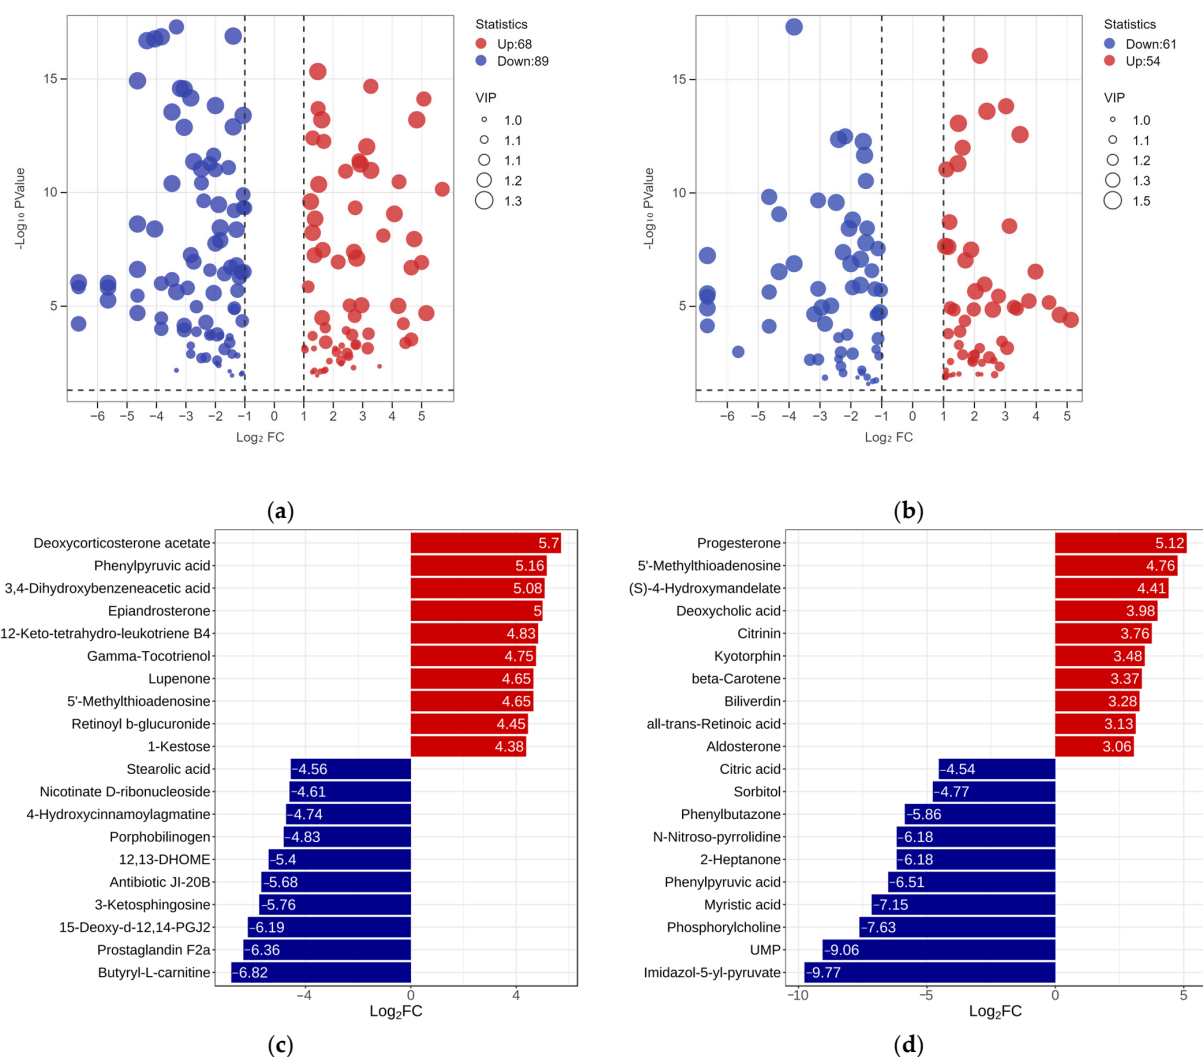 Statistics
Up:68
Down:89
VIP
1.0
1.1
1.1
1.2
1.3
15
10
5
-Log₁₀ PValue
−6 −5 −4 −3 −2 −1 0 1 2 3 4 5
Log₂ FC
(a)
Statistics
Down:61
Up:54
VIP
1.0
1.1
1.2
1.3
1.5
15
10
5
-Log₁₀ PValue
−6 −5 −4 −3 −2 −1 0 1 2 3 4 5
Log₂ FC
(b)
Deoxycorticosterone acetate 5.7
Phenylpyruvic acid 5.16
3,4-Dihydroxybenzeneacetic acid 5.08
Epiandrosterone 5
12-Keto-tetrahydro-leukotriene B4 4.83
Gamma-Tocotrienol 4.75
Lupenone 4.65
5'-Methylthioadenosine 4.65
Retinoyl b-glucuronide 4.45
1-Kestose 4.38
Stearolic acid −4.56
Nicotinate D-ribonucleoside −4.61
4-Hydroxycinnamoylagmatine −4.74
Porphobilinogen −4.83
12,13-DHOME −5.4
Antibiotic JI-20B −5.68
3-Ketosphingosine −5.76
15-Deoxy-d-12,14-PGJ2 −6.19
Prostaglandin F2a −6.36
Butyryl-L-carnitine −6.82
−4 0 4
Log₂FC
(c)
Progesterone 5.12
5'-Methylthioadenosine 4.76
(S)-4-Hydroxymandelate 4.41
Deoxycholic acid 3.98
Citrinin 3.76
Kyotorphin 3.48
beta-Carotene 3.37
Biliverdin 3.28
all-trans-Retinoic acid 3.13
Aldosterone 3.06
Citric acid −4.54
Sorbitol −4.77
Phenylbutazone −5.86
N-Nitroso-pyrrolidine −6.18
2-Heptanone −6.18
Phenylpyruvic acid −6.51
Myristic acid −7.15
Phosphorylcholine −7.63
UMP −9.06
Imidazol-5-yl-pyruvate −9.77
−10 −5 0 5
Log₂FC
(d)